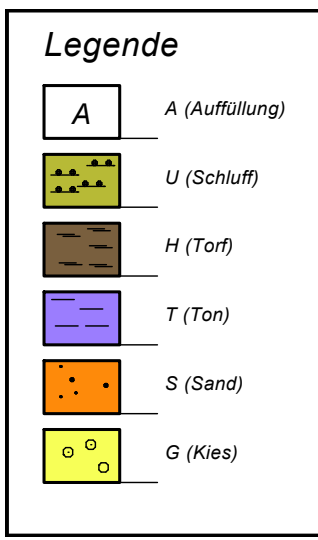 Legende
A A (Auffüllung)
U (Schluff)
H (Torf)
T (Ton)
S (Sand)
G (Kies)